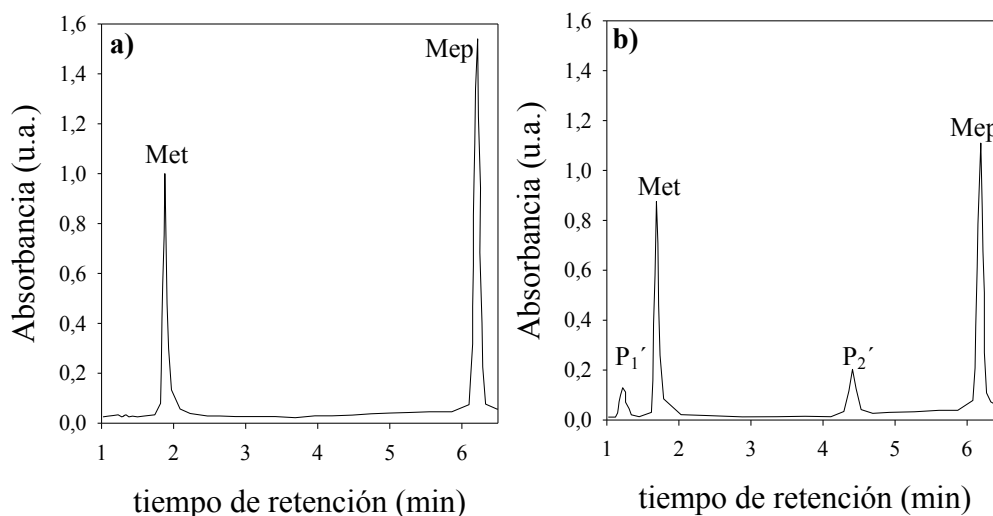 a)
Absorbancia (u.a.)
1,6
1,4
1,2
1,0
0,8
0,6
0,4
0,2
0,0
Met
Mep
1 2 3 4 5 6
tiempo de retención (min)
b)
Absorbancia (u.a.)
1,6
1,4
1,2
1,0
0,8
0,6
0,4
0,2
0,0
P₁´
Met
P₂´
Mep
1 2 3 4 5 6
tiempo de retención (min)